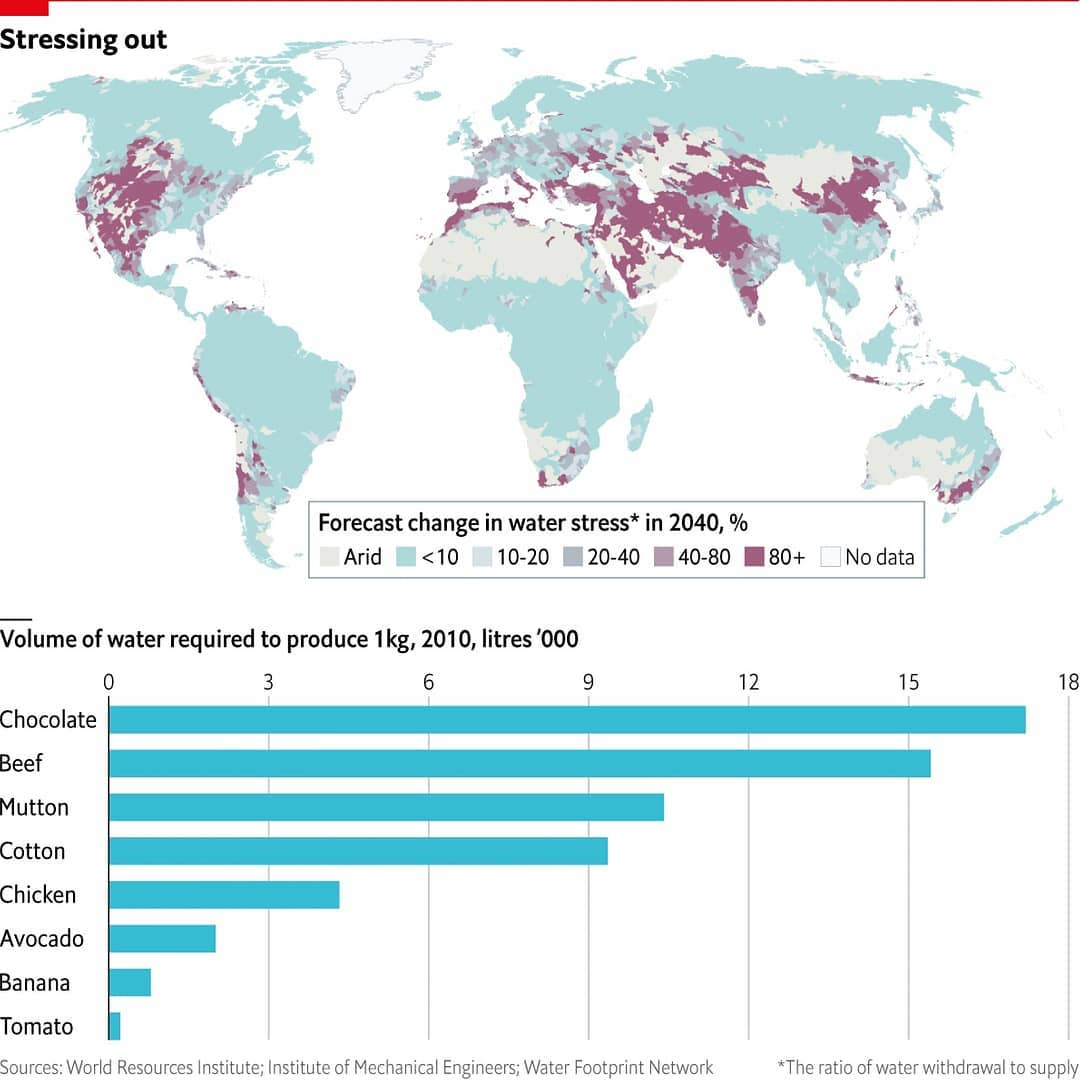 Stressing out
Forecast change in water stress* in 2040, %
Arid <10 10-20 20-40 40-80 80+ No data
Volume of water required to produce 1kg, 2010, litres ’000
0 3 6 9 12 15 18
Chocolate
Beef
Mutton
Cotton
Chicken
Avocado
Banana
Tomato
Sources: World Resources Institute; Institute of Mechanical Engineers; Water Footprint Network *The ratio of water withdrawal to supply